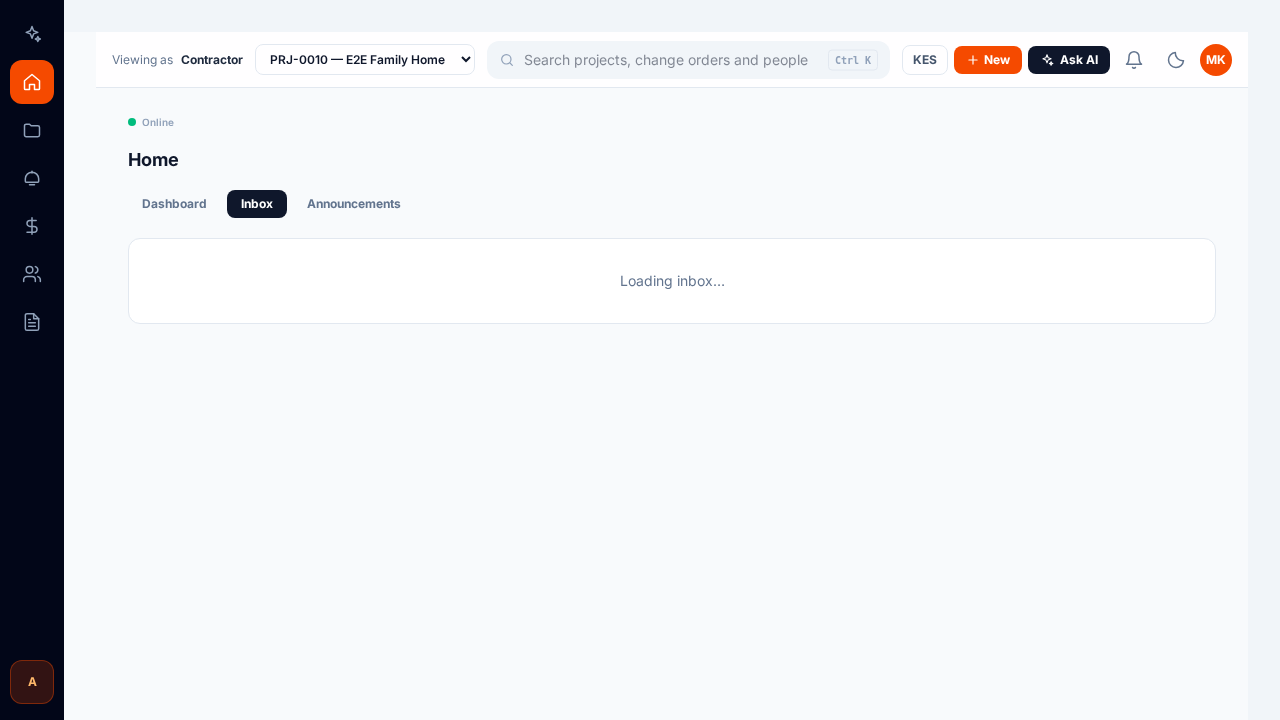 Viewing as Contractor PRJ-0010 — E2E Family Home Search projects, change orders and people Ctrl K KES + New Ask AI MK
Online
Home
Dashboard Inbox Announcements
Loading inbox...
A